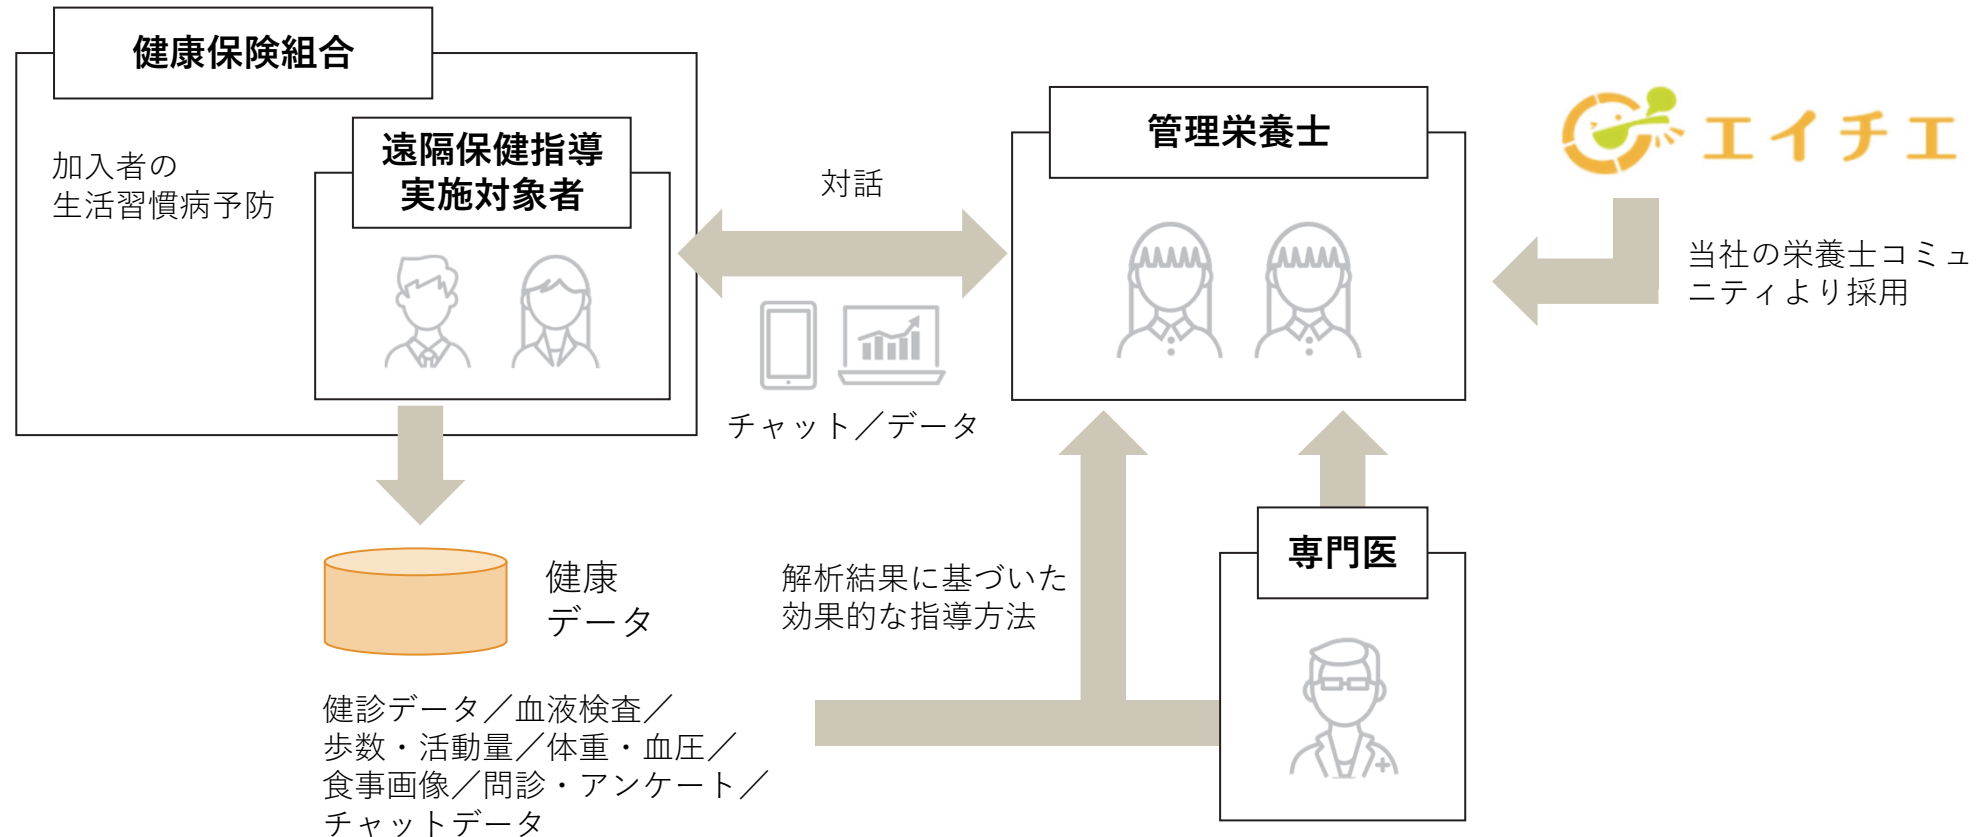 健康保険組合
加入者の
生活習慣病予防
遠隔保健指導
実施対象者
対話
チャット／データ
管理栄養士
エイチエ
当社の栄養士コミュ
ニティより採用
健康
データ
健診データ／血液検査／
歩数・活動量／体重・血圧／
食事画像／問診・アンケート／
チャットデータ
解析結果に基づいた
効果的な指導方法
専門医